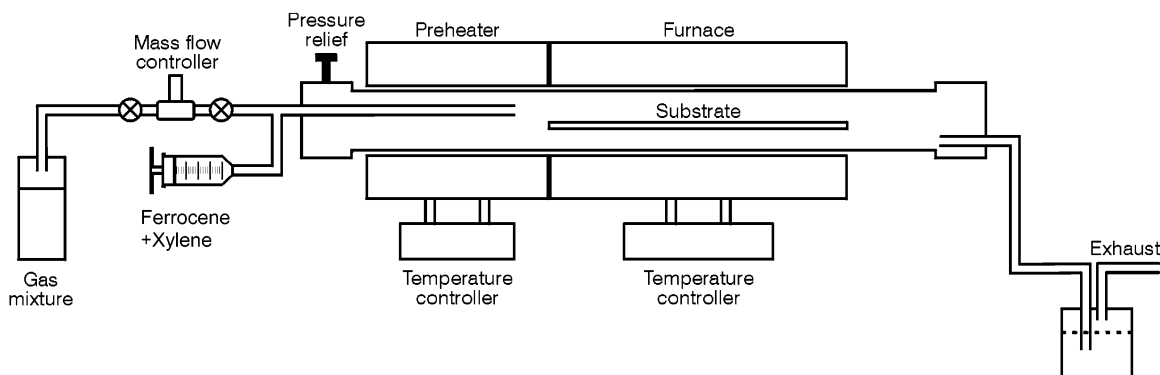 Pressure
relief
Preheater
Furnace
Mass flow
controller
Substrate
Ferrocene
+Xylene
Gas
mixture
Temperature
controller
Temperature
controller
Exhaust